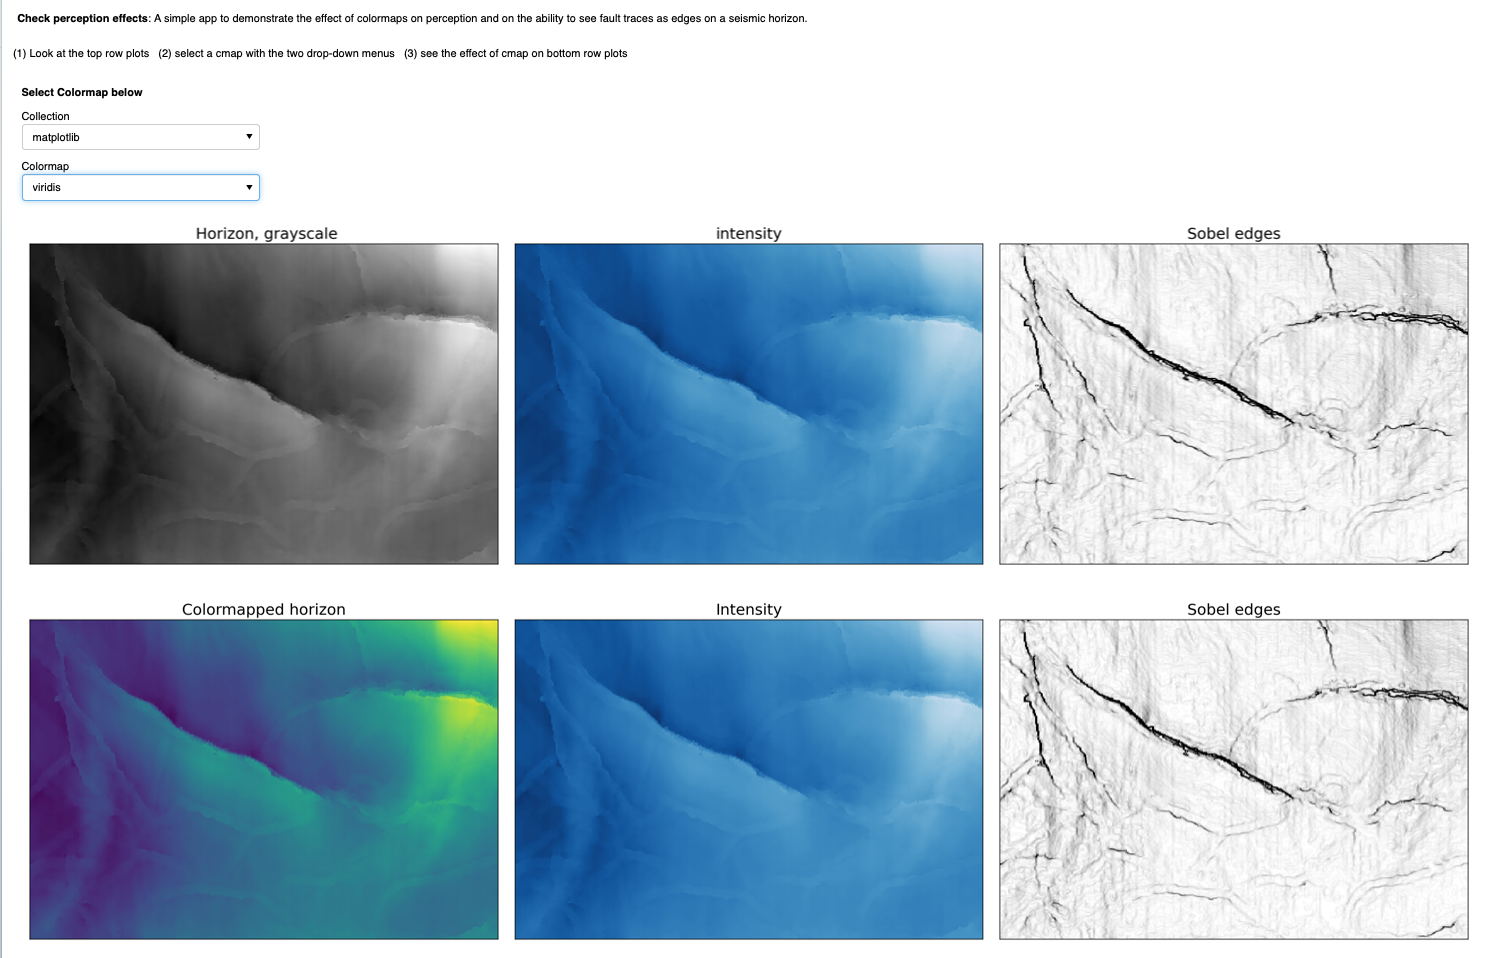 Check perception effects: A simple app to demonstrate the effect of colormaps on perception and on the ability to see fault traces as edges on a seismic horizon.
(1) Look at the top row plots (2) select a cmap with the two drop-down menus (3) see the effect of cmap on bottom row plots
Select Colormap below
Collection
matplotlib
Colormap
viridis
Horizon, grayscale
intensity
Sobel edges
Colormapped horizon
Intensity
Sobel edges